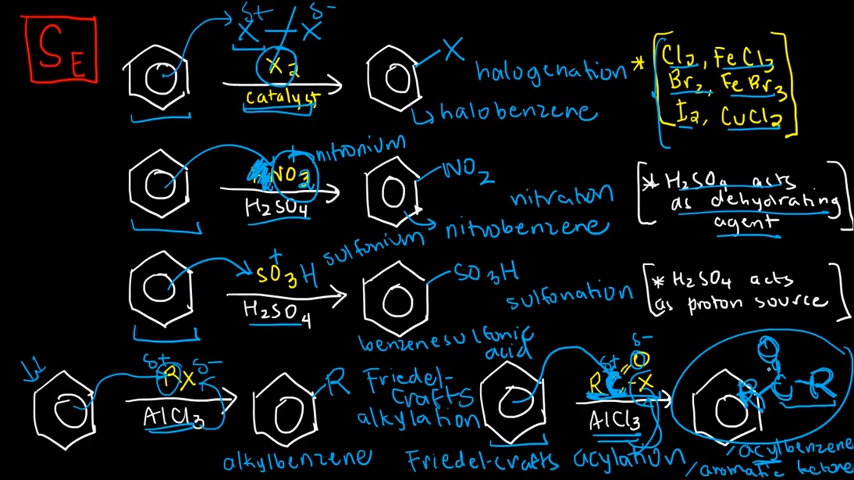 SE
δ+ δ-
X — X
X2
catalyst
X
halogenation
halobenzene
* Cl2, FeCl3
Br2, FeBr3
I2, CuCl2
+ nitronium
NO2
H2SO4
NO2
nitration
nitrobenzene
* H2SO4 acts
as dehydrating
agent
sulfonium
+
SO3H
H2SO4
SO3H
sulfonation
benzenesulfonic
acid
* H2SO4 acts
as proton source
δ+ δ-
RX
AlCl3
R
Friedel-
crafts
alkylation
alkylbenzene
δ+ δ-
O
R C -X
AlCl3
Friedel-crafts acylation
O
C - R
/acylbenzene
/aromatic ketone